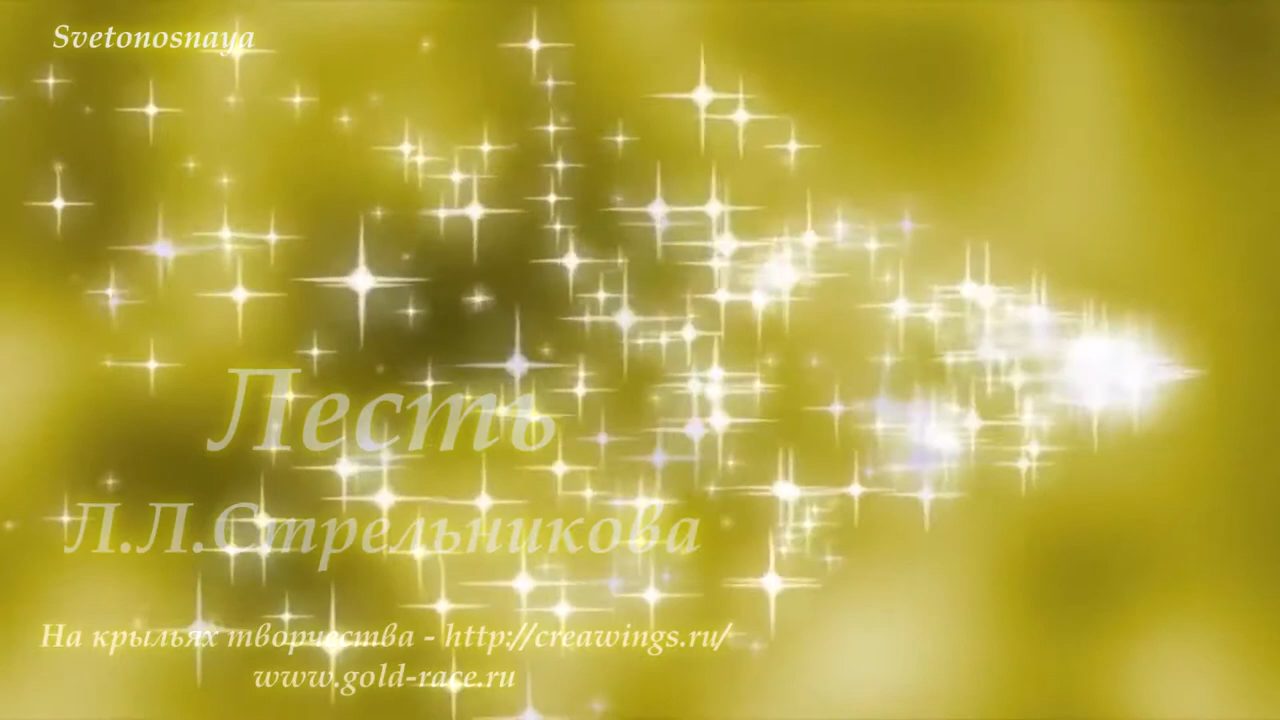 Svetonosnaya
Лесть
Л.Л.Стрельникова
На крыльях творчества - http://creawings.ru/
www.gold-race.ru